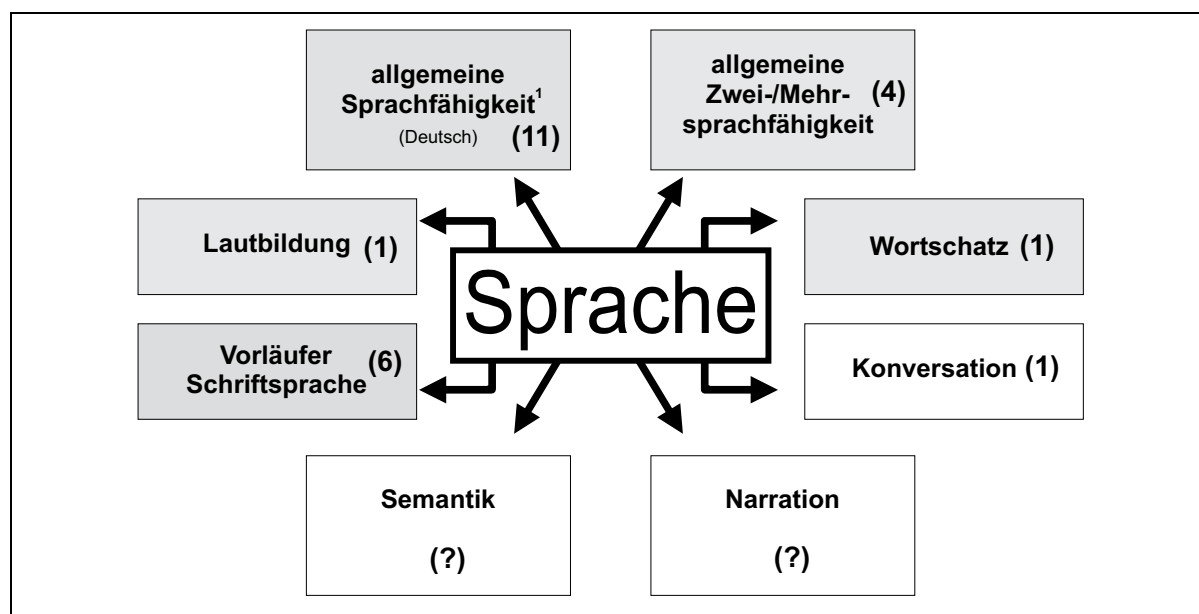 allgemeine
Sprachfähigkeit¹
(Deutsch) (11)
allgemeine
Zwei-/Mehr- (4)
sprachfähigkeit
Lautbildung (1)
Sprache
Wortschatz (1)
Vorläufer (6)
Schriftsprache
Konversation (1)
Semantik
(?)
Narration
(?)